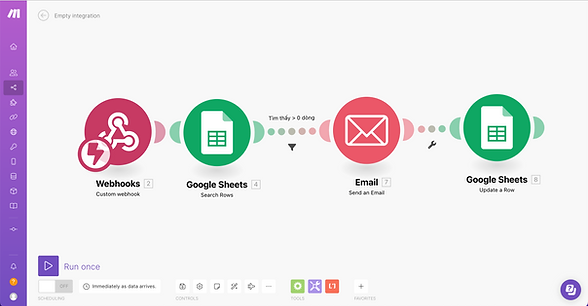 Empty integration
Tìm thấy > 0 dòng
Webhooks 2
Custom webhook
Google Sheets 4
Search Rows
Email 7
Send an Email
Google Sheets 8
Update a Row
Run once
OFF
Immediately as data arrives.
SCHEDULING
CONTROLS
TOOLS
FAVORITES